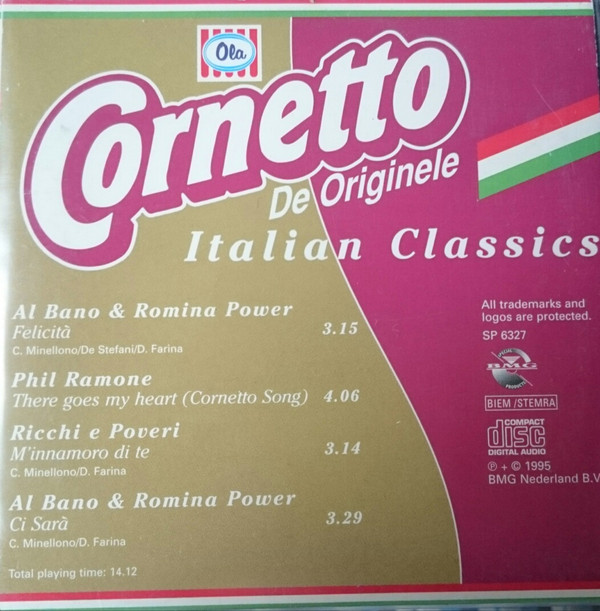 Ola
Cornetto
De Originele
Italian Classics
Al Bano & Romina Power
Felicità 3.15
C. Minellono/De Stefani/D. Farina
Phil Ramone
There goes my heart (Cornetto Song) 4.06
Ricchi e Poveri
M'innamoro di te 3.14
C. Minellono/D. Farina
Al Bano & Romina Power
Ci Sarà 3.29
C. Minellono/D. Farina
Total playing time: 14.12
All trademarks and
logos are protected.
SP 6327
BMG
BIEM/STEMRA
COMPACT
disc
DIGITAL AUDIO
℗ + © 1995
BMG Nederland B.V